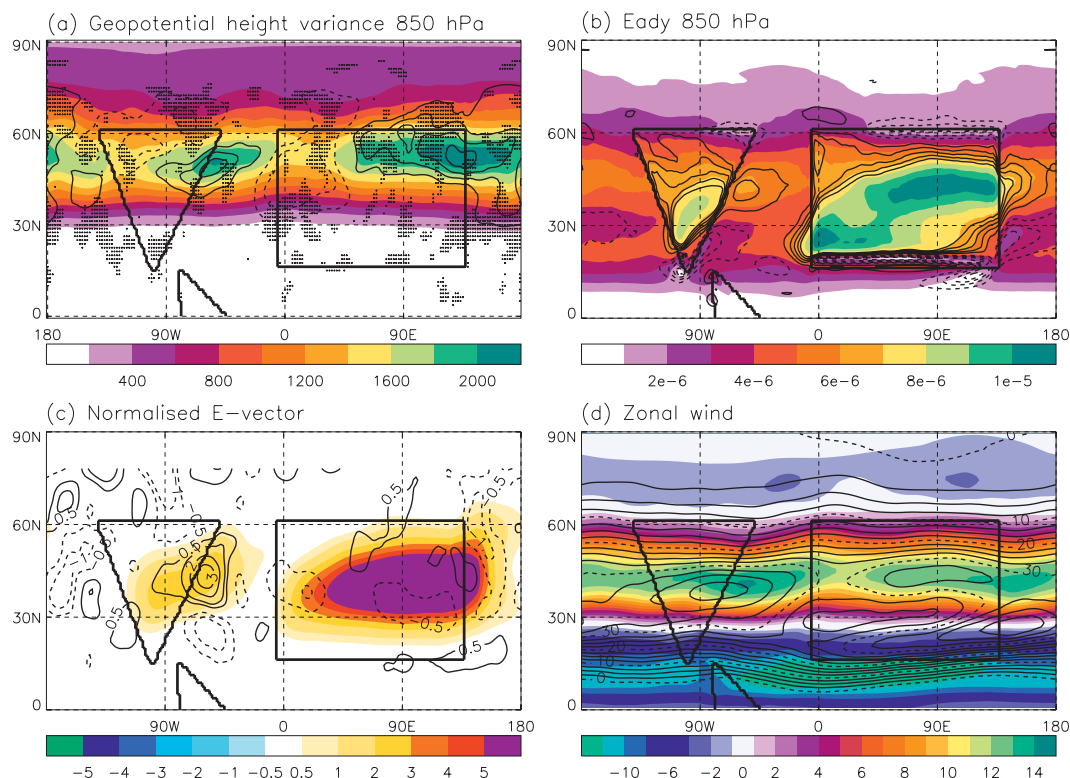 (a) Geopotential height variance 850 hPa
90N
60N
30N
0
180 90W 0 90E
400 800 1200 1600 2000
(b) Eady 850 hPa
90N
60N
30N
0
90W 0 90E 180
2e-6 4e-6 6e-6 8e-6 1e-5
(c) Normalised E-vector
90N
60N
30N
0
-0.5
-0.5
-0.5
0.5
3
-0.5
0.5
0.5
90W 0 90E 180
-5 -4 -3 -2 -1 -0.5 0.5 1 2 3 4 5
(d) Zonal wind
90N
60N
30N
0
0
10
20
30
30
20
10
0
90W 0 90E 180
-10 -6 -2 0 2 4 6 8 10 12 14